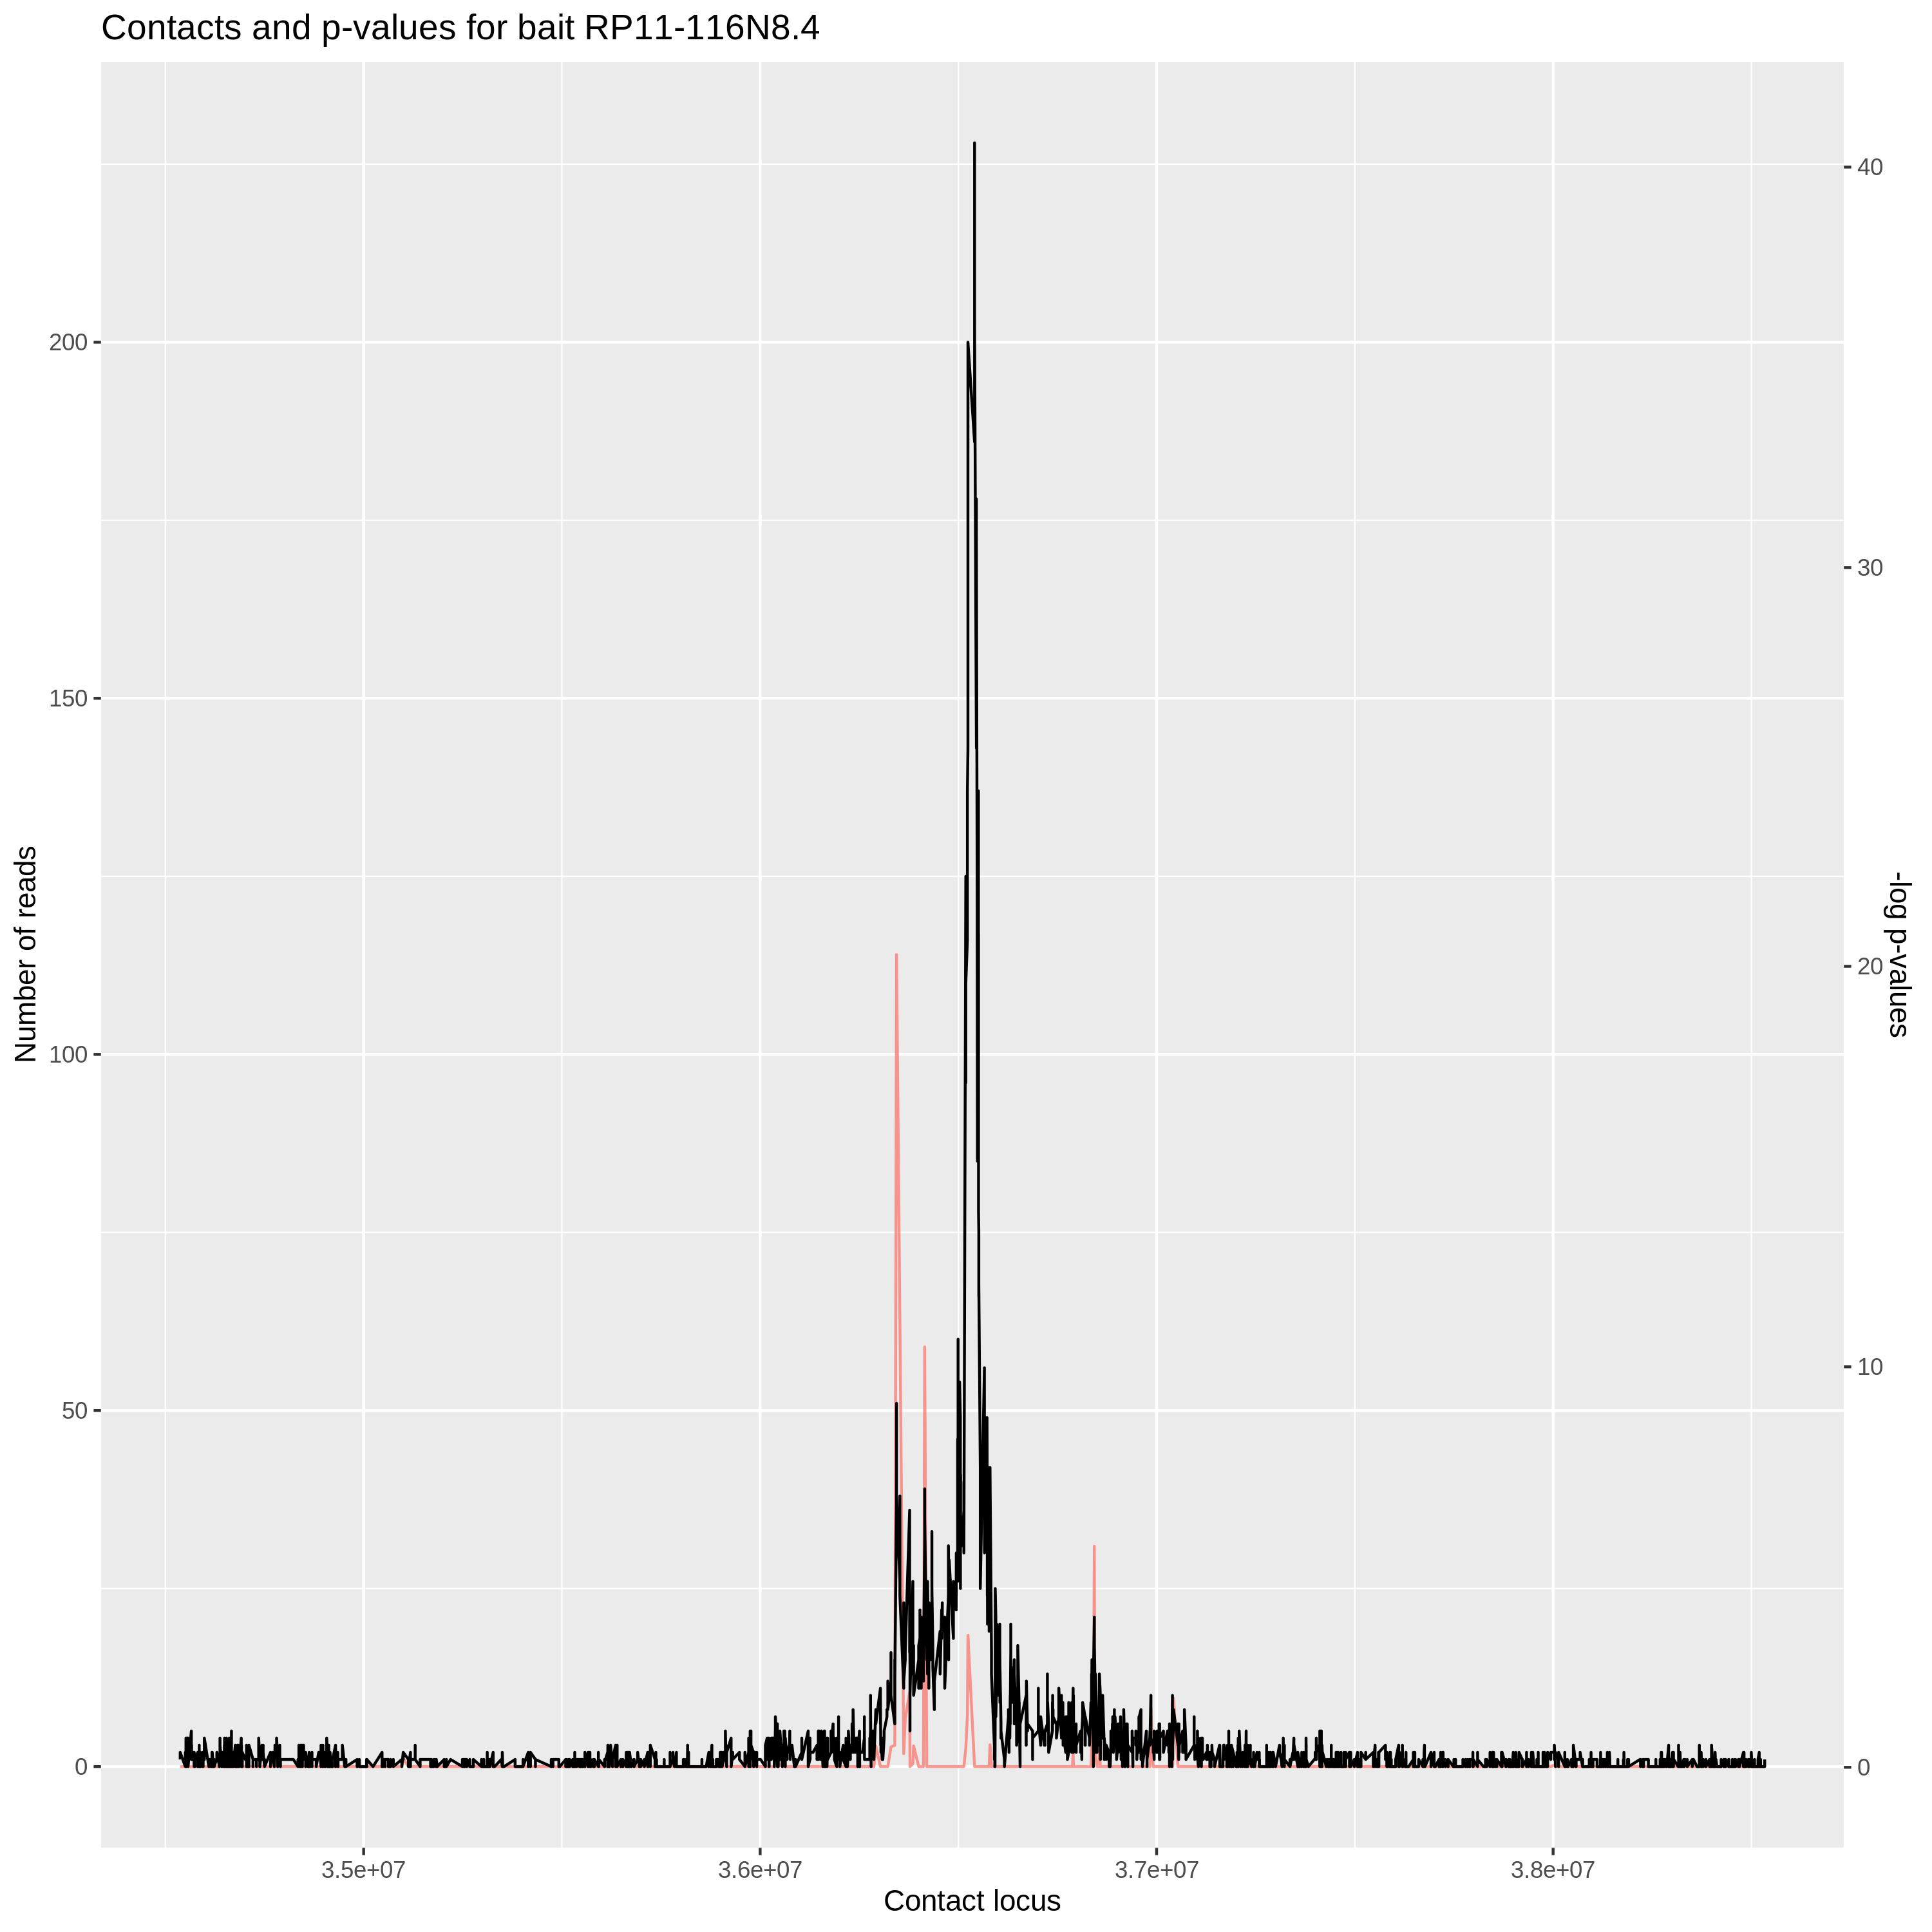 Contacts and p-values for bait RP11-116N8.4
Number of reads
200
150
100
50
0
40
30
20
10
0
-log p-values
3.5e+07 3.6e+07 3.7e+07 3.8e+07
Contact locus